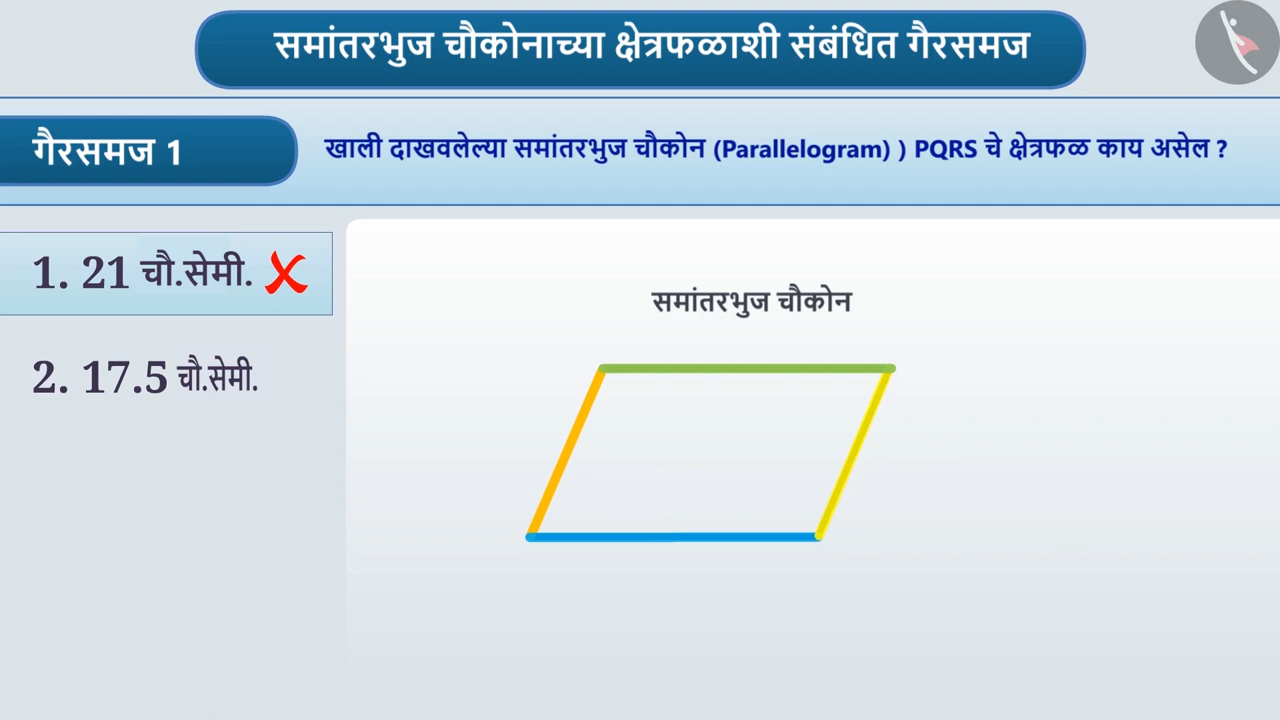 समांतरभुज चौकोनाच्या क्षेत्रफळाशी संबंधित गैरसमज
गैरसमज 1
खाली दाखवलेल्या समांतरभुज चौकोन (Parallelogram) ) PQRS चे क्षेत्रफळ काय असेल ?
1. 21 चौ.सेमी.
2. 17.5 चौ.सेमी.
समांतरभुज चौकोन